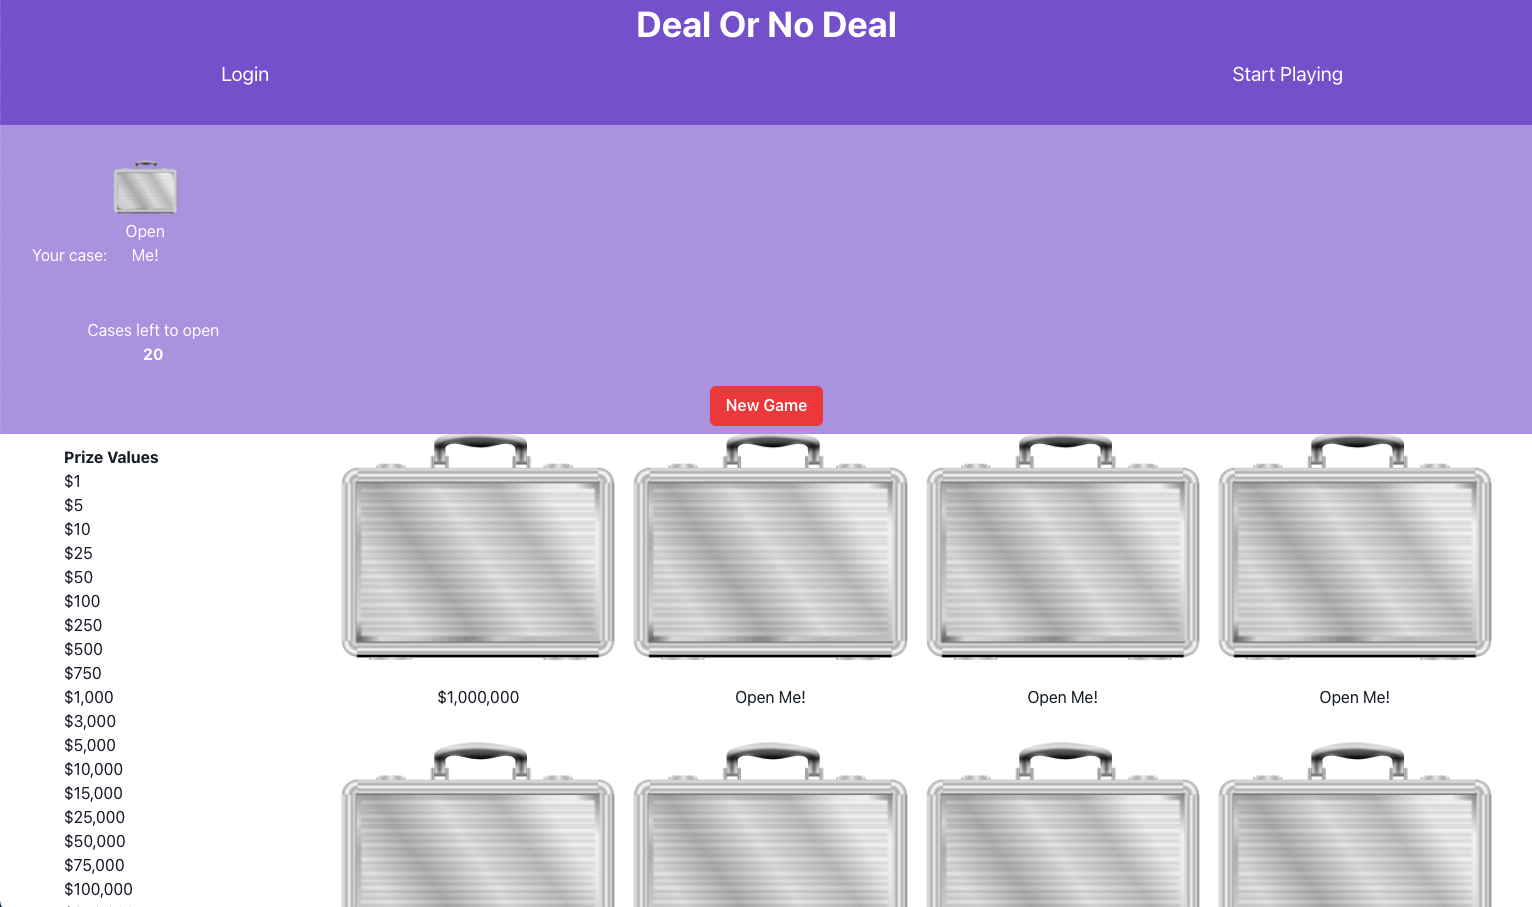 Deal Or No Deal
Login
Start Playing
Your case:
Open
Me!
Cases left to open
20
New Game
Prize Values
$1
$5
$10
$25
$50
$100
$250
$500
$750
$1,000
$3,000
$5,000
$10,000
$15,000
$25,000
$50,000
$75,000
$100,000
$1,000,000
Open Me!
Open Me!
Open Me!